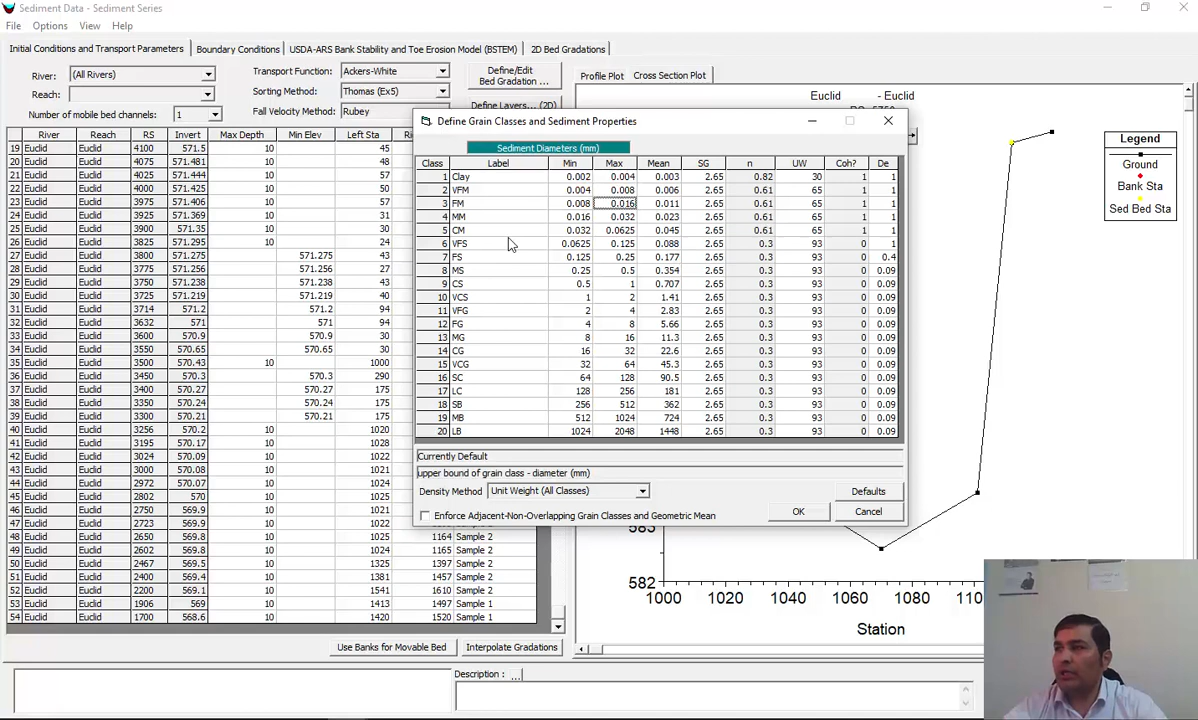 Sediment Data - Sediment Series
File Options View Help
Initial Conditions and Transport Parameters Boundary Conditions USDA-ARS Bank Stability and Toe Erosion Model (BSTEM) 2D Bed Gradations
River: (All Rivers) Transport Function: Ackers-White Define/Edit Bed Gradation ...
Reach: Sorting Method: Thomas (Ex5)
Number of mobile bed channels: 1 Fall Velocity Method: Rubey Define Layers... (2D)
Profile Plot Cross Section Plot
Euclid - Euclid
Legend
Ground
Bank Sta
Sed Bed Sta
River Reach RS Invert Max Depth Min Elev Left Sta
19 Euclid Euclid 4100 571.5 10 45
20 Euclid Euclid 4075 571.481 10 48
21 Euclid Euclid 4025 571.444 10 57
22 Euclid Euclid 4000 571.425 10 50
23 Euclid Euclid 3975 571.406 10 40
24 Euclid Euclid 3925 571.369 10 31
25 Euclid Euclid 3900 571.35 10 30
26 Euclid Euclid 3825 571.295 10 24
27 Euclid Euclid 3800 571.275 571.275 43
28 Euclid Euclid 3775 571.256 571.256 27
29 Euclid Euclid 3750 571.238 571.238 43
30 Euclid Euclid 3725 571.219 571.219 40
31 Euclid Euclid 3714 571.2 571.2 94
32 Euclid Euclid 3632 571 571 94
33 Euclid Euclid 3600 570.9 570.9 30
34 Euclid Euclid 3550 570.65 570.65 30
35 Euclid Euclid 3500 570.43 10 1000
36 Euclid Euclid 3450 570.3 570.3 290
37 Euclid Euclid 3400 570.27 570.27 175
38 Euclid Euclid 3350 570.24 570.24 175
39 Euclid Euclid 3300 570.21 570.21 175
40 Euclid Euclid 3256 570.2 10 1020
41 Euclid Euclid 3195 570.17 10 1028
42 Euclid Euclid 3024 570.09 10 1020
43 Euclid Euclid 3000 570.08 10 1021
44 Euclid Euclid 2972 570.07 10 1021
45 Euclid Euclid 2802 570 10 1021
46 Euclid Euclid 2750 569.9 10 1023
47 Euclid Euclid 2723 569.9 10 1022
48 Euclid Euclid 2650 569.8 10 1025 1164 Sample 2
49 Euclid Euclid 2602 569.8 10 1024 1165 Sample 2
50 Euclid Euclid 2467 569.5 10 1325 1397 Sample 2
51 Euclid Euclid 2400 569.4 10 1381 1457 Sample 2
52 Euclid Euclid 2200 569.1 10 1541 1610 Sample 2
53 Euclid Euclid 1906 569 10 1413 1497 Sample 1
54 Euclid Euclid 1700 568.6 10 1420 1520 Sample 1
Define Grain Classes and Sediment Properties
Sediment Diameters (mm)
Class Label Min Max Mean SG n UW Coh? De
1 Clay 0.002 0.004 0.003 2.65 0.82 30 1 1
2 VFM 0.004 0.008 0.006 2.65 0.61 65 1 1
3 FM 0.008 0.016 0.011 2.65 0.61 65 1 1
4 MM 0.016 0.032 0.023 2.65 0.61 65 1 1
5 CM 0.032 0.0625 0.045 2.65 0.61 65 1 1
6 VFS 0.0625 0.125 0.088 2.65 0.3 93 0 1
7 FS 0.125 0.25 0.177 2.65 0.3 93 0 0.4
8 MS 0.25 0.5 0.354 2.65 0.3 93 0 0.09
9 CS 0.5 1 0.707 2.65 0.3 93 0 0.09
10 VCS 1 2 1.41 2.65 0.3 93 0 0.09
11 VFG 2 4 2.83 2.65 0.3 93 0 0.09
12 FG 4 8 5.66 2.65 0.3 93 0 0.09
13 MG 8 16 11.3 2.65 0.3 93 0 0.09
14 CG 16 32 22.6 2.65 0.3 93 0 0.09
15 VCG 32 64 45.3 2.65 0.3 93 0 0.09
16 SC 64 128 90.5 2.65 0.3 93 0 0.09
17 LC 128 256 181 2.65 0.3 93 0 0.09
18 SB 256 512 362 2.65 0.3 93 0 0.09
19 MB 512 1024 724 2.65 0.3 93 0 0.09
20 LB 1024 2048 1448 2.65 0.3 93 0 0.09
Currently Default
upper bound of grain class - diameter (mm)
Density Method Unit Weight (All Classes) Defaults
Enforce Adjacent-Non-Overlapping Grain Classes and Geometric Mean OK Cancel
582
1000 1020 1040 1060 1080
Station
Use Banks for Movable Bed Interpolate Gradations
Description : ...